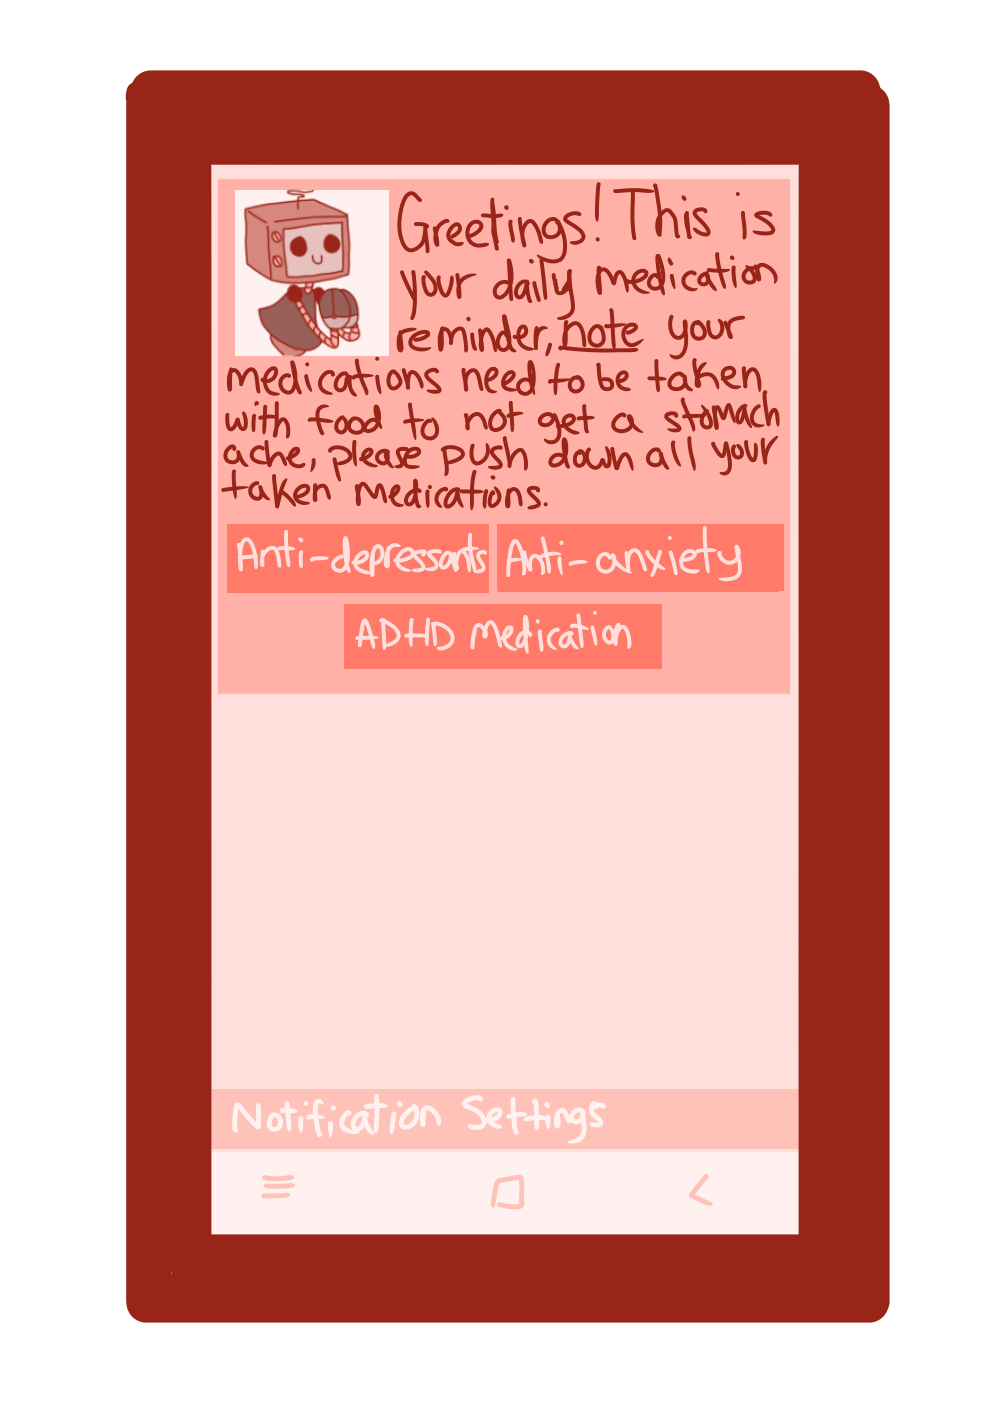 Greetings! This is
your daily medication
reminder, note your
medications need to be taken
with food to not get a stomach
ache, please push down all your
taken medications.
Anti-depressants Anti-anxiety
ADHD Medication
Notification Settings